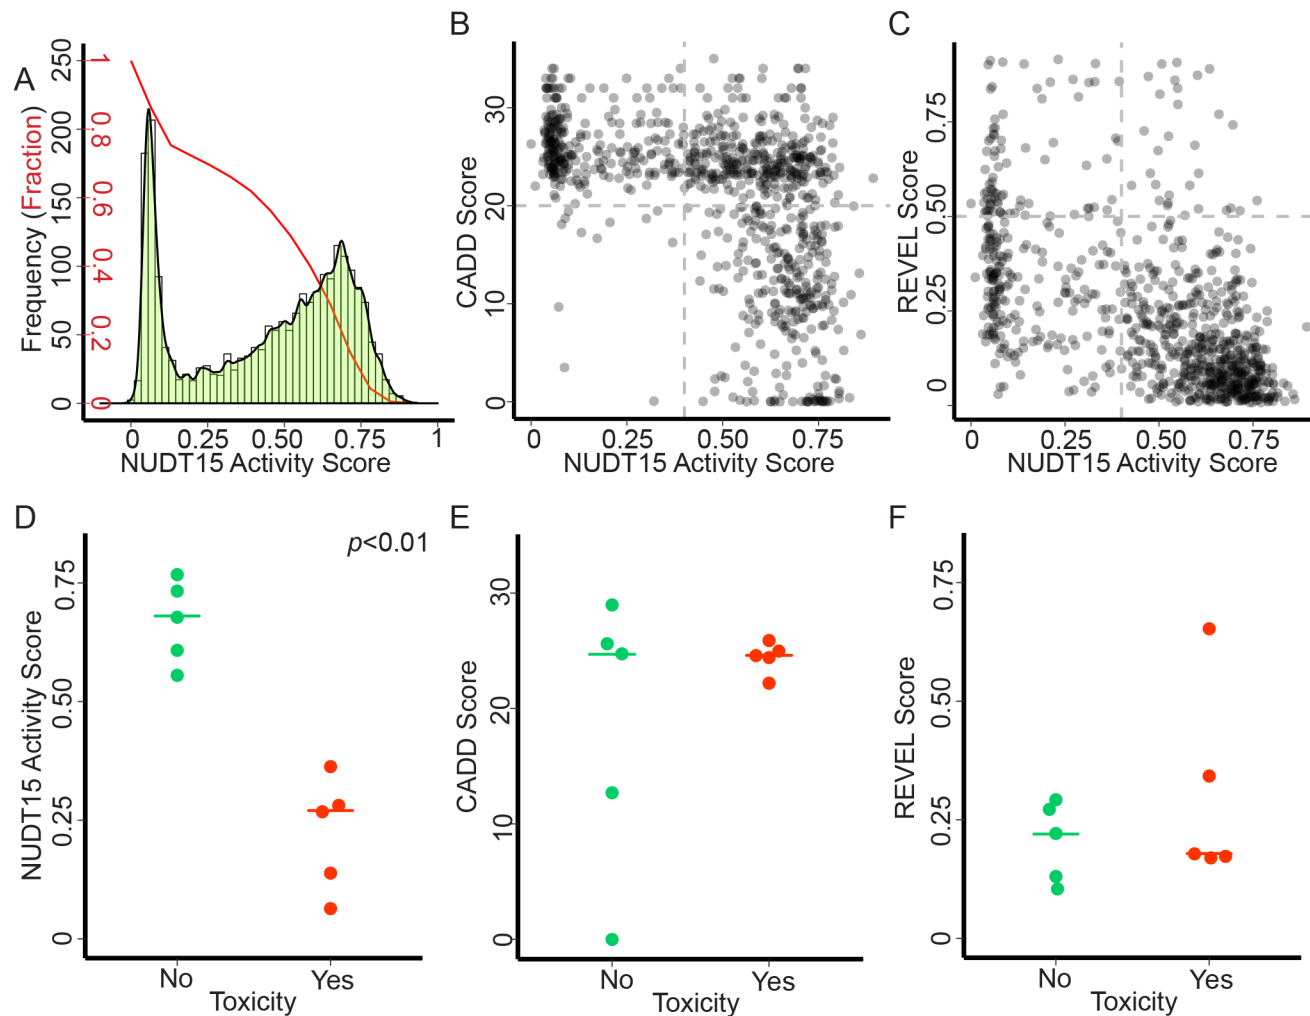 A
Frequency (Fraction)
250
200
150
100
50
0
1
0.8
0.6
0.4
0.2
0
0 0.25 0.50 0.75 1
NUDT15 Activity Score
B
CADD Score
30
20
10
0
0 0.25 0.50 0.75
NUDT15 Activity Score
C
REVEL Score
0.75
0.50
0.25
0
0 0.25 0.50 0.75
NUDT15 Activity Score
D
p<0.01
NUDT15 Activity Score
0.75
0.50
0.25
0
No Yes
Toxicity
E
CADD Score
30
20
10
0
No Yes
Toxicity
F
REVEL Score
0.75
0.50
0.25
0
No Yes
Toxicity